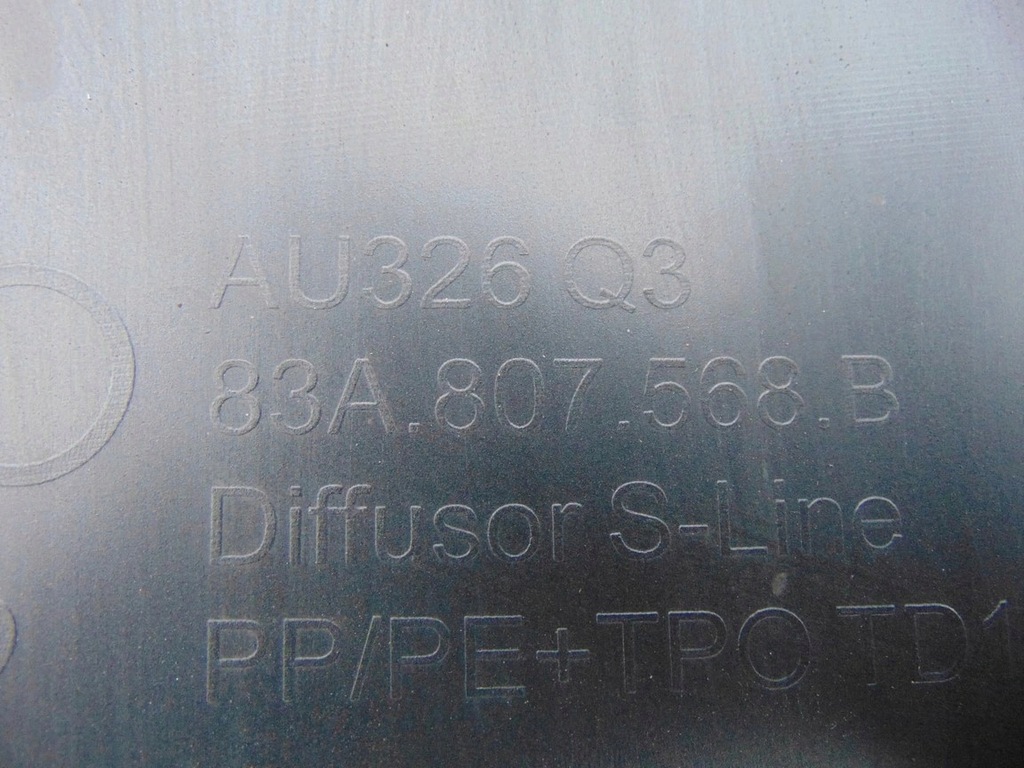 AU326 Q3
83A.807.568.B
Diffusor S-Line
PP/PE+TPO TD1